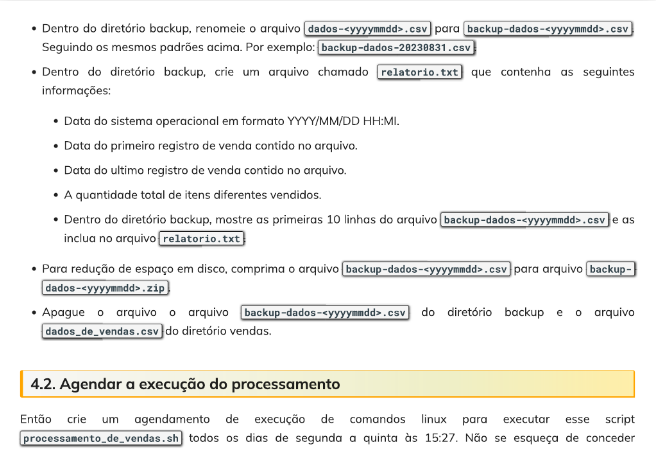 Dentro do diretório backup, renomeie o arquivo dados-<yyyymmdd>.csv para backup-dados-<yyyymmdd>.csv.
Seguindo os mesmos padrões acima. Por exemplo: backup-dados-20230831.csv;
Dentro do diretório backup, crie um arquivo chamado relatorio.txt que contenha as seguintes
informações:
Data do sistema operacional em formato YYYY/MM/DD HH:MI.
Data do primeiro registro de venda contido no arquivo.
Data do ultimo registro de venda contido no arquivo.
A quantidade total de itens diferentes vendidos.
Dentro do diretório backup, mostre as primeiras 10 linhas do arquivo backup-dados-<yyyymmdd>.csv e as
inclua no arquivo relatorio.txt.
Para redução de espaço em disco, comprima o arquivo backup-dados-<yyyymmdd>.csv para arquivo backup-
dados-<yyyymmdd>.zip.
Apague o arquivo o arquivo backup-dados-<yyyymmdd>.csv do diretório backup e o arquivo
dados_de_vendas.csv do diretório vendas.
4.2. Agendar a execução do processamento
Então crie um agendamento de execução de comandos linux para executar esse script
processamento_de_vendas.sh todos os dias de segunda a quinta às 15:27. Não se esqueça de conceder